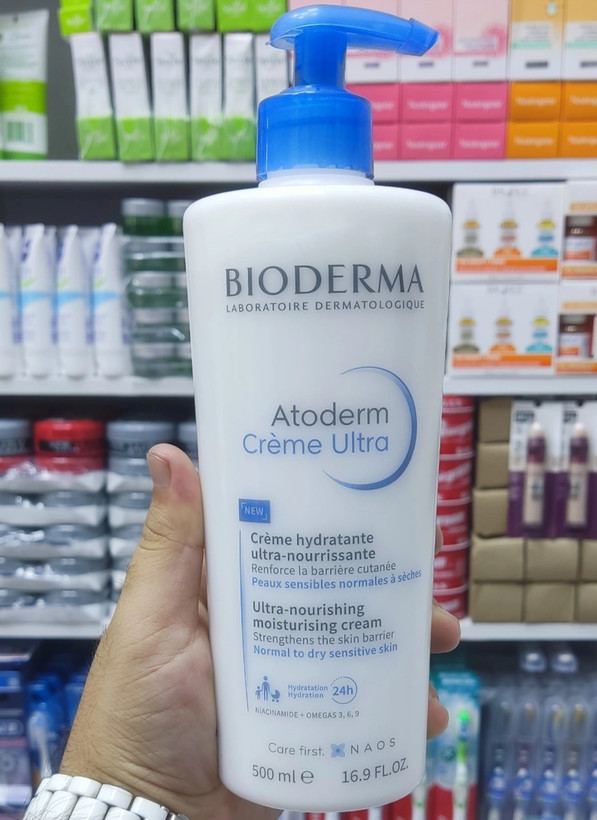 BIODERMA
LABORATOIRE DERMATOLOGIQUE
Atoderm
Crème Ultra
NEW
Crème hydratante
ultra-nourrissante
Renforce la barrière cutanée
Peaux sensibles normales à sèches
Ultra-nourishing
moisturising cream
Strengthens the skin barrier
Normal to dry sensitive skin
Hydratation
Hydration
24h
NIACINAMIDE + OMEGAS 3, 6, 9
Care first.
NAOS
500 ml ℮ 16.9 FL.OZ.